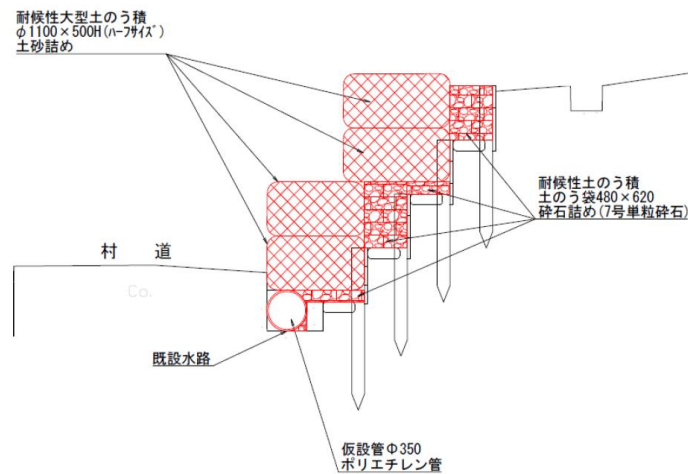 耐候性大型土のう積
φ1100×500H(ﾊｰﾌｻｲｽﾞ)
土砂詰め
耐候性土のう積
土のう袋480×620
砕石詰め(7号単粒砕石)
村　道
Co.
既設水路
仮設管Φ350
ポリエチレン管